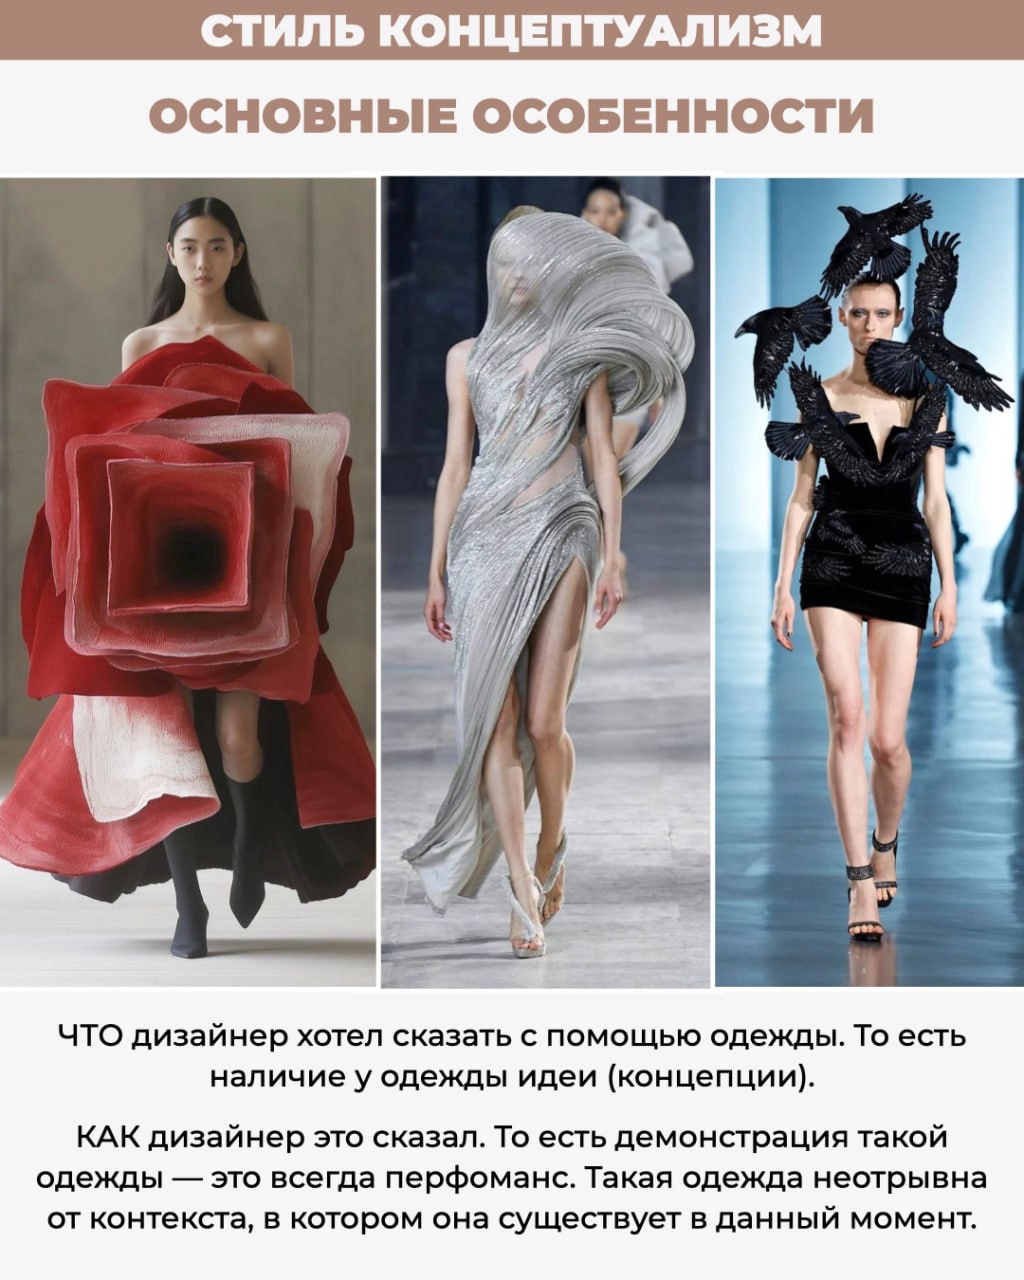 СТИЛЬ КОНЦЕПТУАЛИЗМ
ОСНОВНЫЕ ОСОБЕННОСТИ
ЧТО дизайнер хотел сказать с помощью одежды. То есть
наличие у одежды идеи (концепции).
КАК дизайнер это сказал. То есть демонстрация такой
одежды — это всегда перфоманс. Такая одежда неотрывна
от контекста, в котором она существует в данный момент.